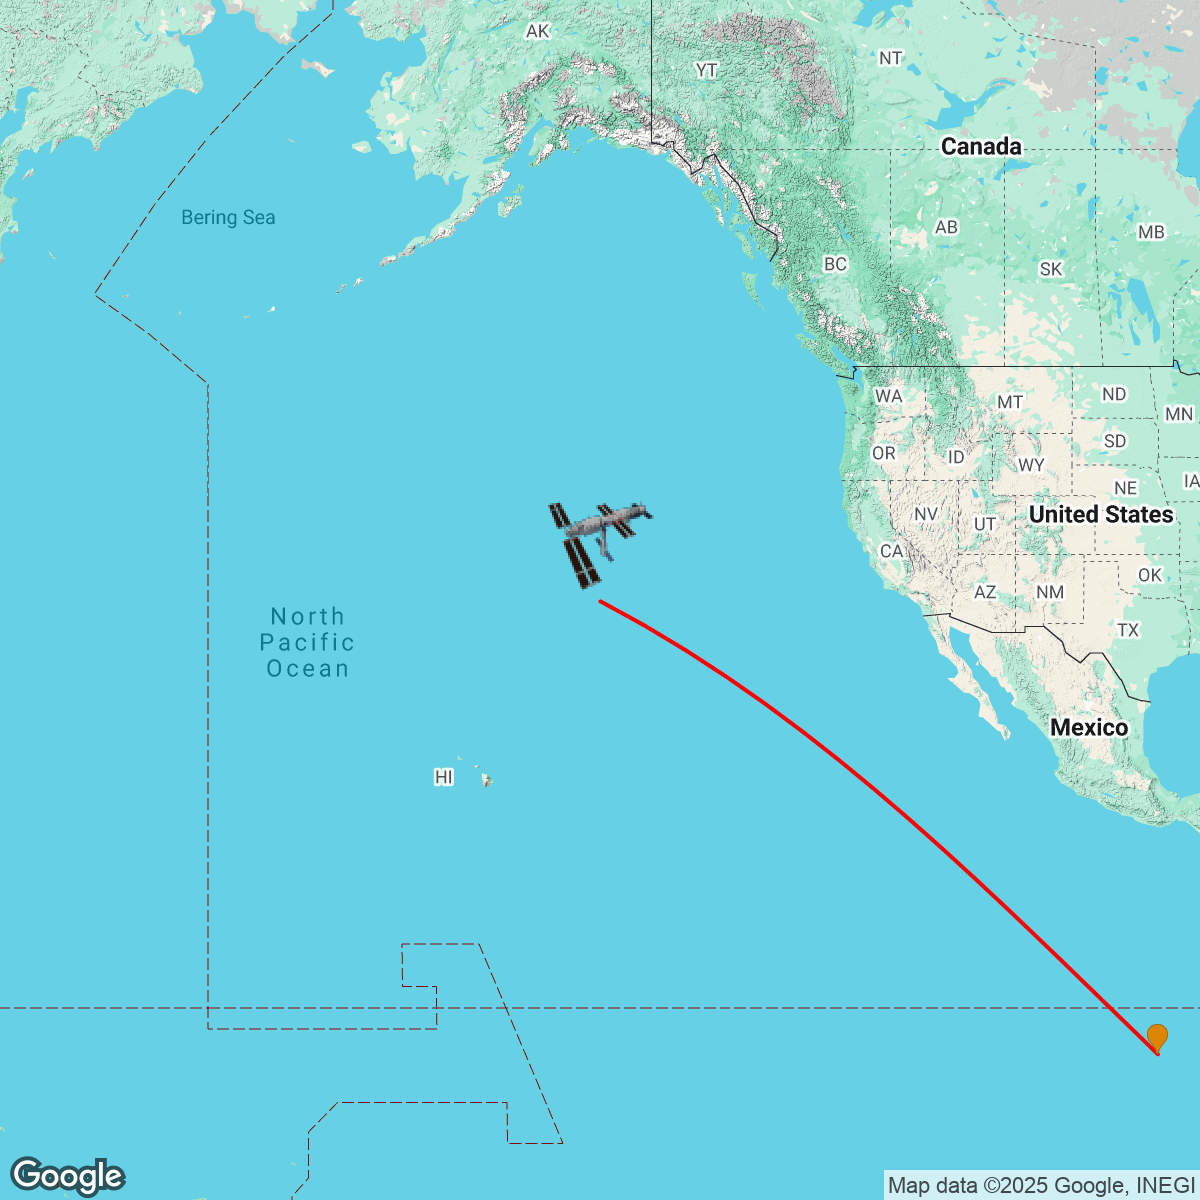 AK
YT
NT
Canada
Bering Sea
AB
MB
BC
SK
WA
MT
ND
MN
OR
ID
WY
SD
NE
IA
NV
UT
United States
CA
OK
AZ
NM
North
Pacific
Ocean
TX
Mexico
HI
Google
Map data ©2025 Google, INEGI